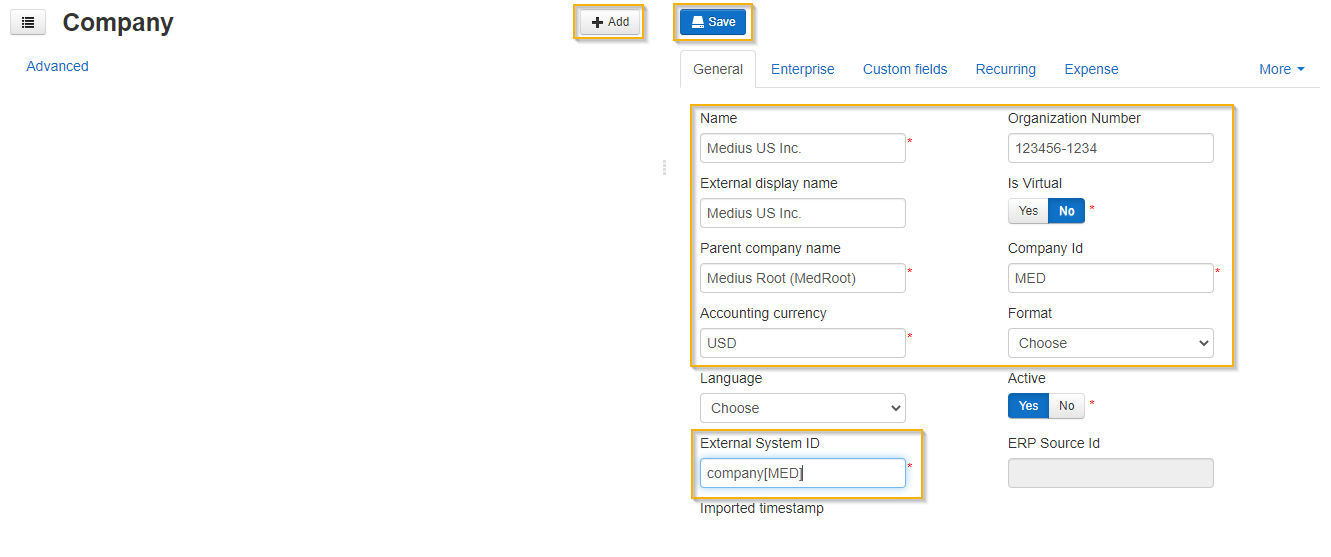 Company
Add
Save
Advanced
General Enterprise Custom fields Recurring Expense More
Name Organization Number
Medius US Inc. * 123456-1234
External display name Is Virtual
Medius US Inc. Yes No *
Parent company name Company Id
Medius Root (MedRoot) * MED *
Accounting currency Format
USD * Choose
Language Active
Choose Yes No *
External System ID ERP Source Id
company[MED] *
Imported timestamp